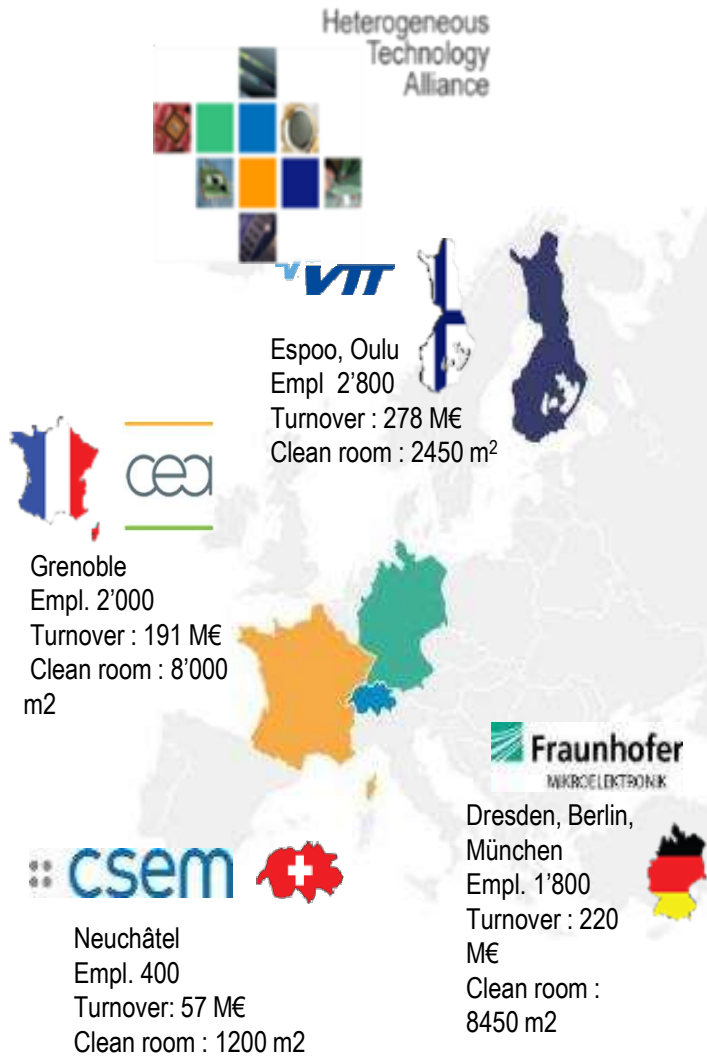 Heterogeneous
Technology
Alliance
VTT
Espoo, Oulu
Empl 2'800
Turnover : 278 M€
Clean room : 2450 m²
cea
Grenoble
Empl. 2'000
Turnover : 191 M€
Clean room : 8'000
m2
Fraunhofer
MIKROELEKTRONIK
Dresden, Berlin,
München
Empl. 1'800
Turnover : 220
M€
Clean room :
8450 m2
csem
Neuchâtel
Empl. 400
Turnover: 57 M€
Clean room : 1200 m2